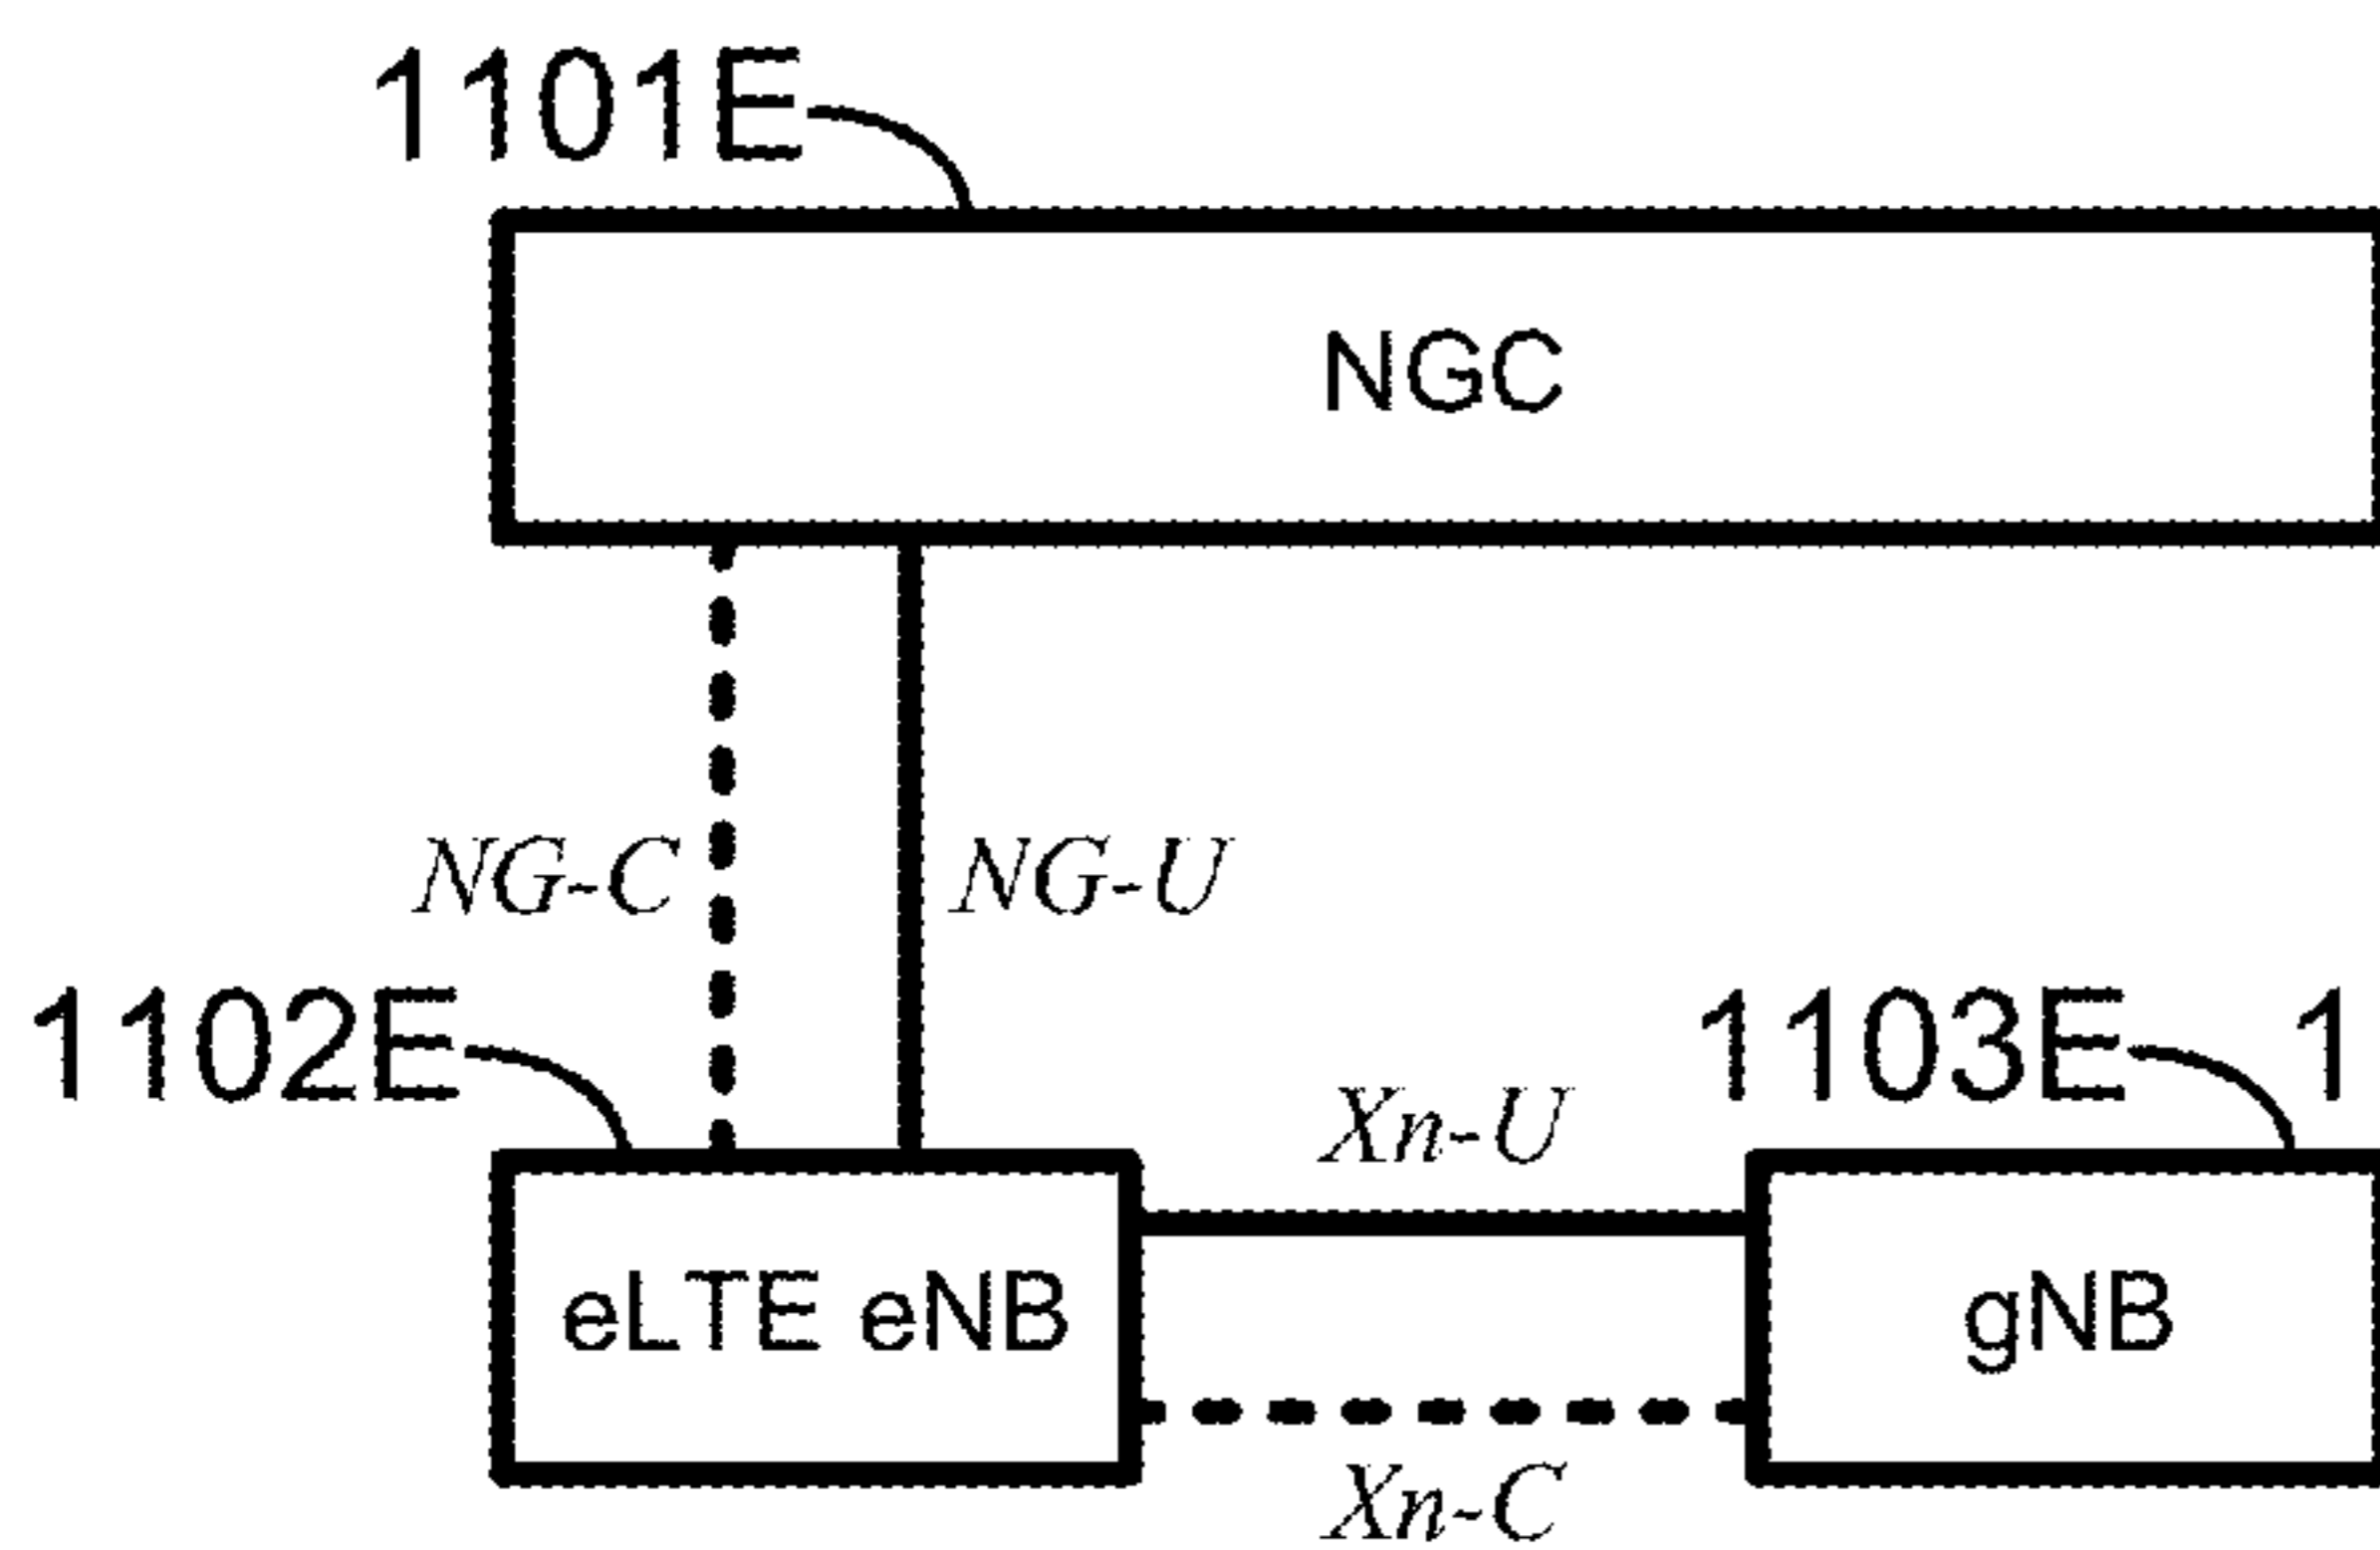 1101E
NGC
NG-C NG-U
1102E 1103E 1
Xn-U
eLTE eNB gNB
Xn-C